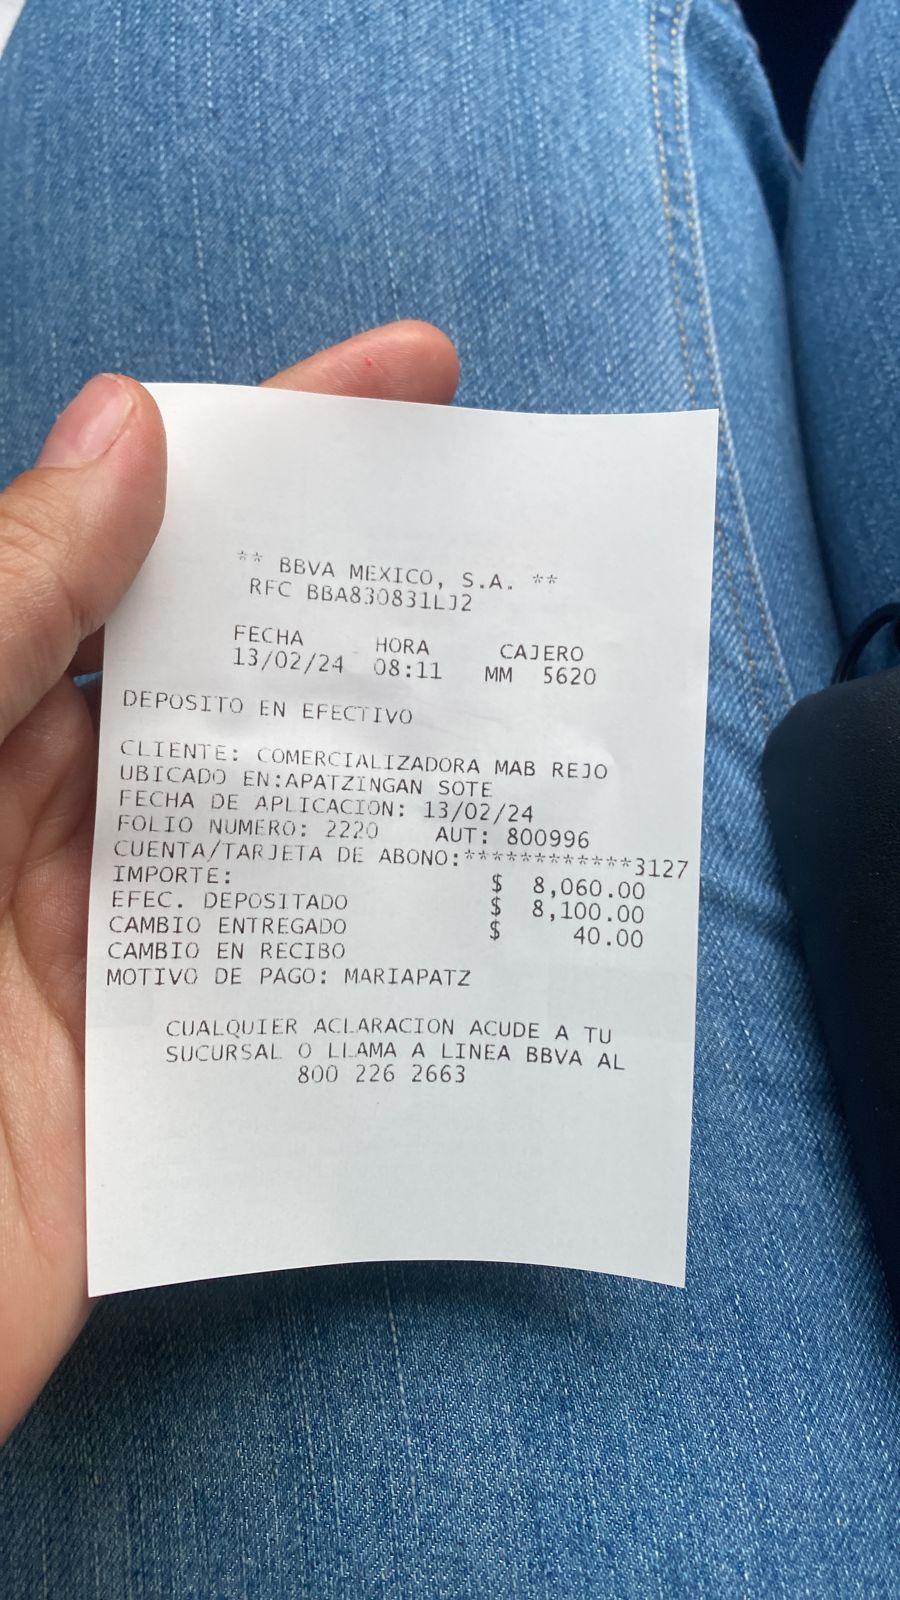 ** BBVA MEXICO, S.A. **
RFC BBA830831LJ2
FECHA HORA CAJERO
13/02/24 08:11 MM 5620
DEPOSITO EN EFECTIVO
CLIENTE: COMERCIALIZADORA MAB REJO
UBICADO EN:APATZINGAN SOTE
FECHA DE APLICACION: 13/02/24
FOLIO NUMERO: 2220 AUT: 800996
CUENTA/TARJETA DE ABONO:************3127
IMPORTE: $ 8,060.00
EFEC. DEPOSITADO $ 8,100.00
CAMBIO ENTREGADO $ 40.00
CAMBIO EN RECIBO
MOTIVO DE PAGO: MARIAPATZ
CUALQUIER ACLARACION ACUDE A TU
SUCURSAL O LLAMA A LINEA BBVA AL
800 226 2663